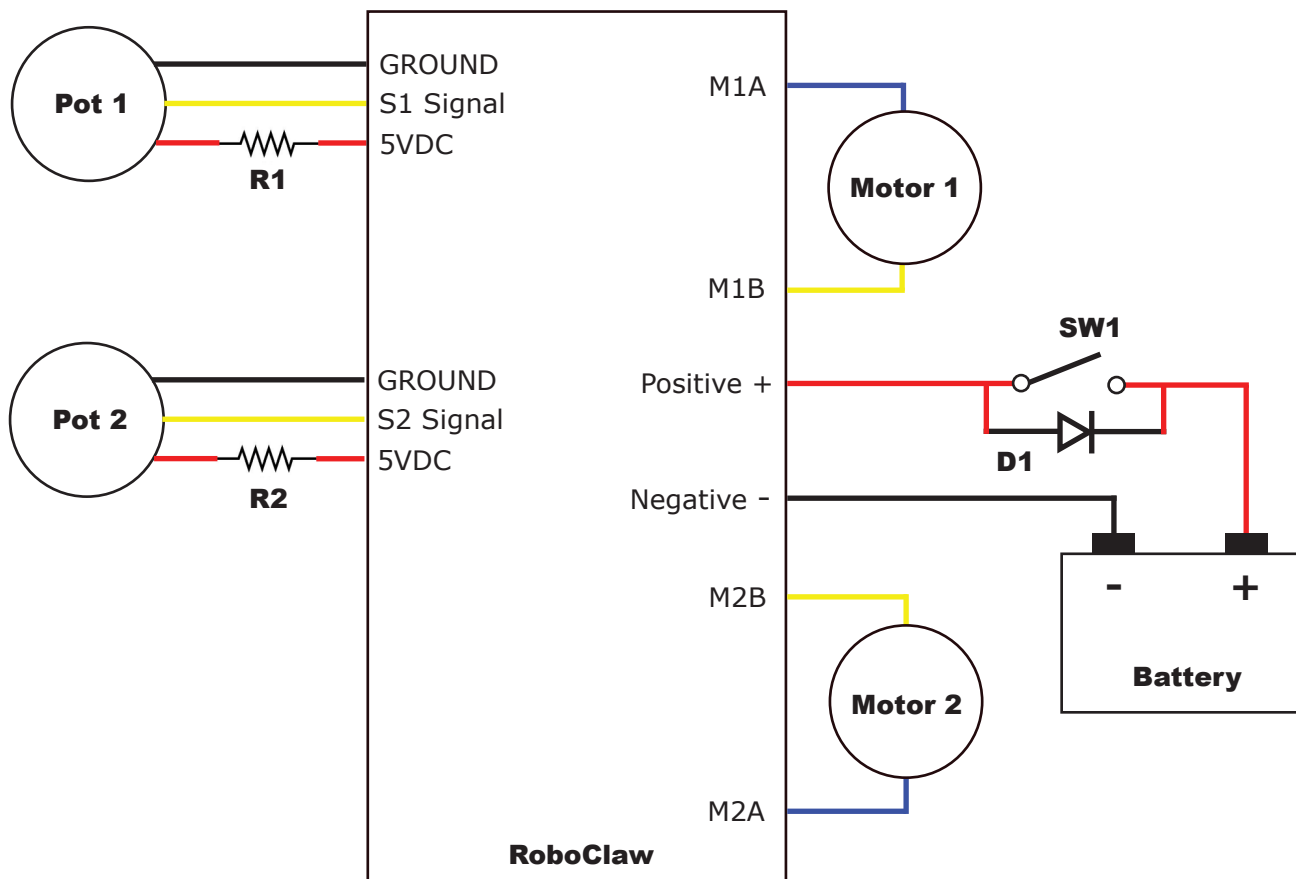 Pot 1
GROUND
S1 Signal
5VDC
R1
M1A
Motor 1
M1B
Pot 2
GROUND
S2 Signal
5VDC
R2
Positive +
SW1
D1
Negative -
- +
Battery
M2B
Motor 2
M2A
RoboClaw